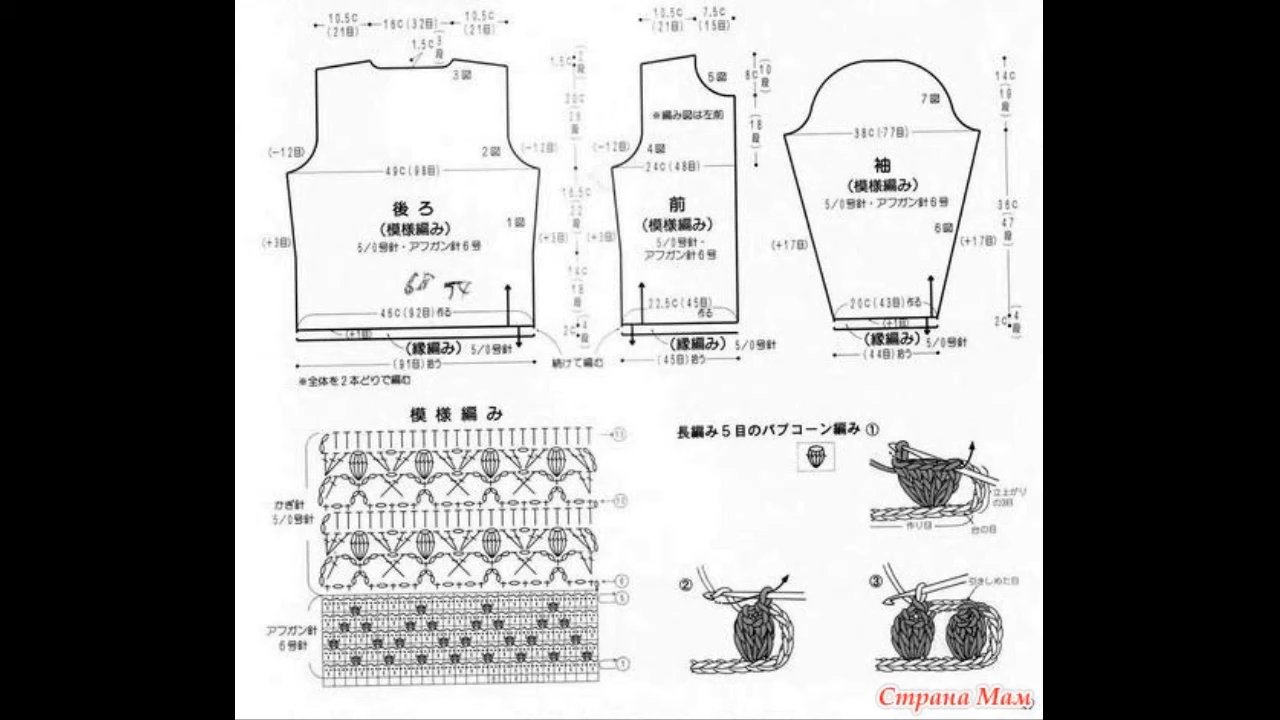 10.5C 18C(32目) 10.5C
(21目) (21目)
1.5C
3図
(-12目)
2図
(-12目)
49C(98目)
後ろ
(模様編み)
5/0号針・アフガン針6号
1図
(+3目)
(+3目)
46C(92目)作る
(+1目)
(縁編み) 5/0号針
(91目)拾う
※全体を2本どりで編む
続けて編む
14C
2C
10.5C 7.5C
(21目) (15目)
5図
8C
(10段)
※編み図は左前
(18段)
(-12目)
4図
24C(48目)
前
(模様編み)
5/0号針・
アフガン針6号
(+3目)
22.5C(45目)
作る
(縁編み) 5/0号針
(45目)拾う
7図
14C
(19段)
38C(77目)
袖
(模様編み)
5/0号針・アフガン針6号
6図
(+17目)
(+17目)
(47段)
20C(43目)作る
(+1目)
2C
(4段)
(縁編み) 5/0号針
(44目)拾う
模様編み
かぎ針
5/0号針
10
6
アフガン針
6号針
5
1
長編み5目のパプコーン編み ①
立上がり
の3目
作り目
台の目
②
③
引きしめた目
Страна Мам